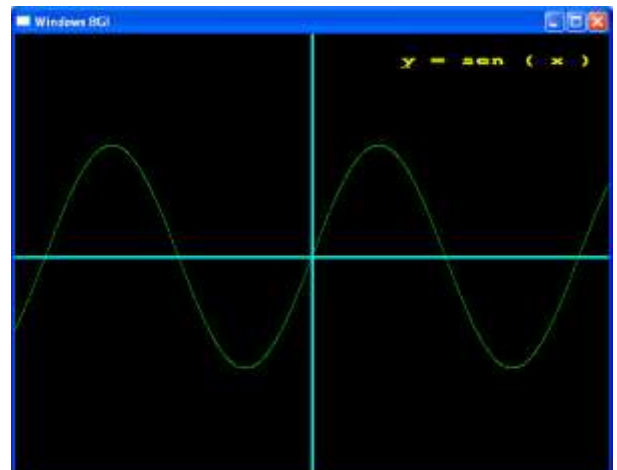 Windows BGI
y = sen ( x )